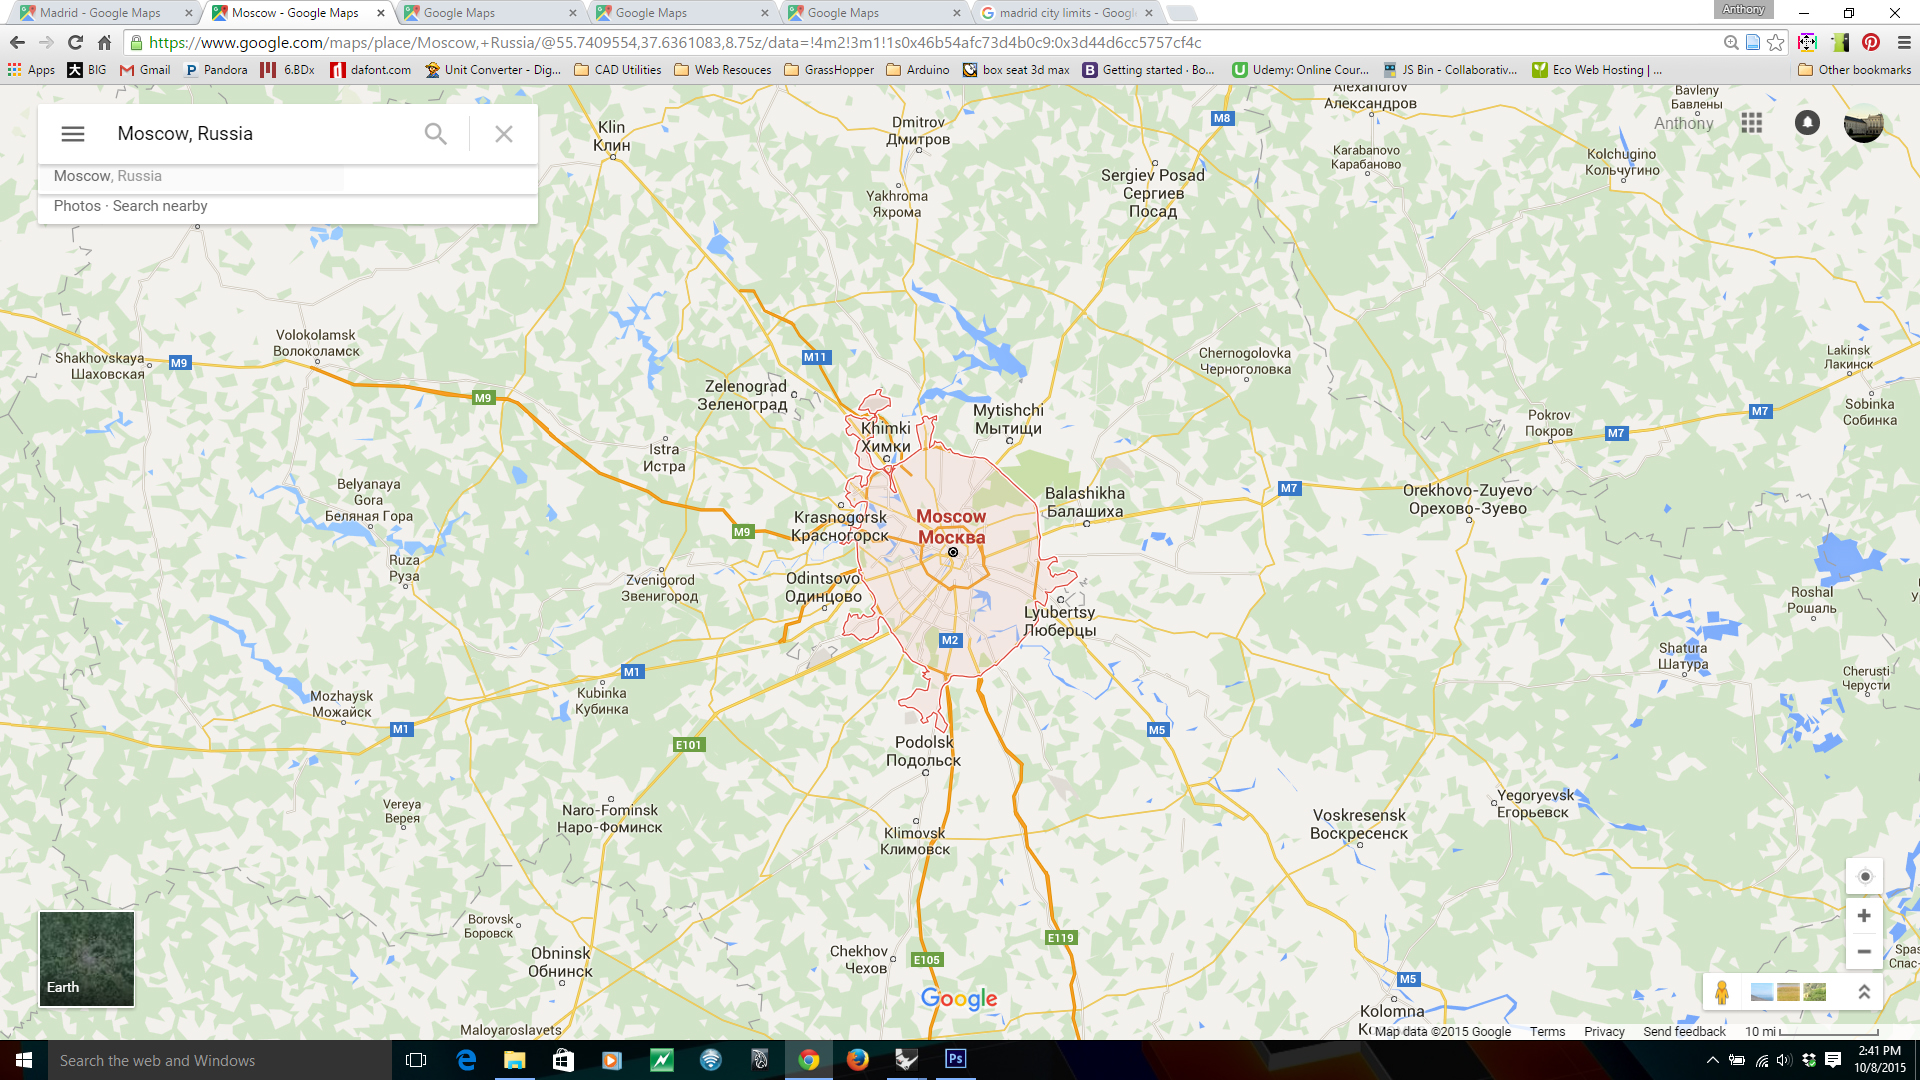 Madrid - Google Maps
Moscow - Google Maps
Google Maps
Google Maps
Google Maps
madrid city limits - Googl
Anthony
https://www.google.com/maps/place/Moscow,+Russia/@55.7409554,37.6361083,8.75z/data=!4m2!3m1!1s0x46b54afc73d4b0c9:0x3d44d6cc5757cf4c
Apps
BIG
Gmail
Pandora
6.BDx
dafont.com
Unit Converter - Dig...
CAD Utilities
Web Resouces
GrassHopper
Arduino
box seat 3d max
Getting started · Bo...
Udemy: Online Cour...
JS Bin - Collaborativ...
Eco Web Hosting | ...
Other bookmarks
Moscow, Russia
Moscow, Russia
Photos · Search nearby
Anthony
Alexandrov
Александров
Bavleny
Бавлены
Klin
Клин
Dmitrov
Дмитров
M8
Karabanovo
Карабаново
Kolchugino
Кольчугино
Yakhroma
Яхрома
Sergiev Posad
Сергиев
Посад
Volokolamsk
Волоколамск
Shakhovskaya
Шаховская
M9
M11
M9
Zelenograd
Зеленоград
Chernogolovka
Черноголовка
Lakinsk
Лакинск
Mytishchi
Мытищи
Khimki
Химки
Pokrov
Покров
M7
M7
Sobinka
Собинка
Istra
Истра
Belyanaya
Gora
Беляная Гора
Krasnogorsk
Красногорск
M9
Moscow
Москва
Balashikha
Балашиха
M7
Orekhovo-Zuyevo
Орехово-Зуево
Ruza
Руза
Zvenigorod
Звенигород
Odintsovo
Одинцово
Lyubertsy
Люберцы
Roshal
Рошаль
M2
M1
Shatura
Шатура
Cherusti
Черусти
Mozhaysk
Можайск
M1
Kubinka
Кубинка
E101
M5
Podolsk
Подольск
Vereya
Верея
Naro-Fominsk
Наро-Фоминск
Klimovsk
Климовск
Voskresensk
Воскресенск
Yegoryevsk
Егорьевск
Borovsk
Боровск
Obninsk
Обнинск
Chekhov
Чехов
E105
E119
M5
Spas
Спас-
Kolomna
Maloyaroslavets
Earth
Google
Map data ©2015 Google
Terms
Privacy
Send feedback
10 mi
Search the web and Windows
Ps
2:41 PM
10/8/2015